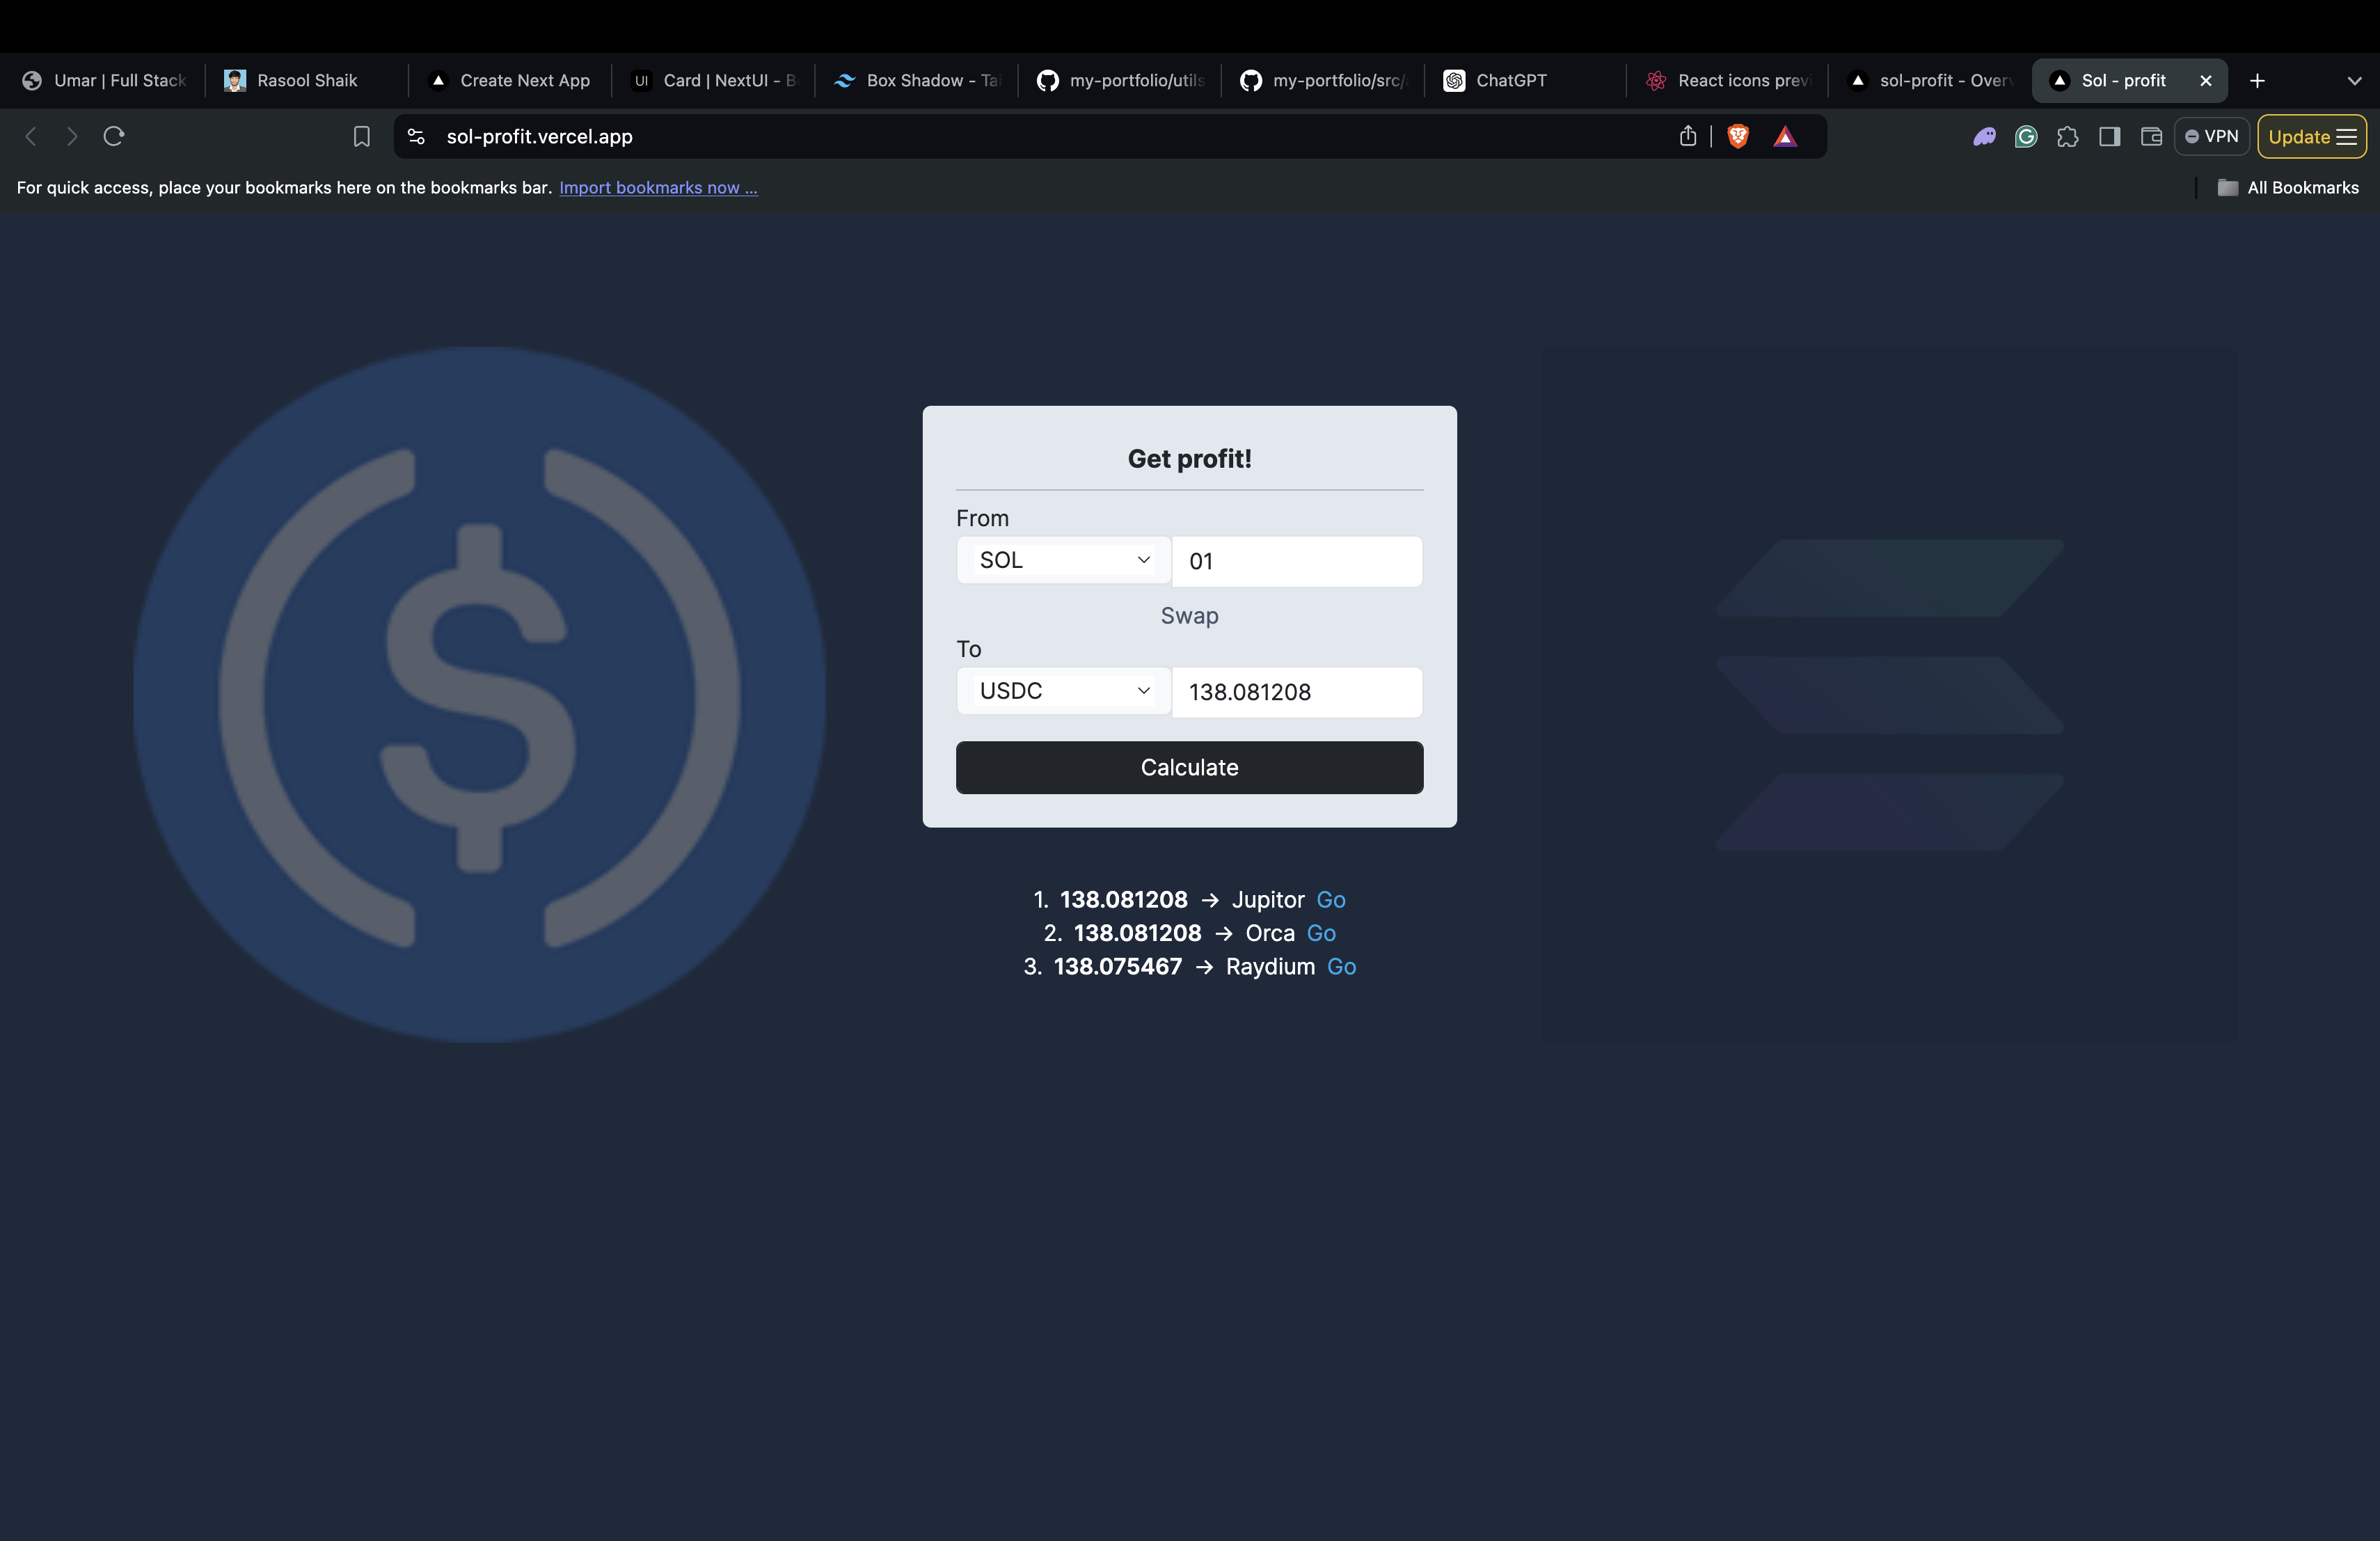 Umar | Full Stack
Rasool Shaik
Create Next App
UI Card | NextUI - B
Box Shadow - Tai
my-portfolio/utils
my-portfolio/src/
ChatGPT
React icons previ
sol-profit - Over
Sol - profit
sol-profit.vercel.app
VPN
Update
For quick access, place your bookmarks here on the bookmarks bar. Import bookmarks now ...
All Bookmarks
Get profit!
From
SOL 01
Swap
To
USDC 138.081208
Calculate
1. 138.081208 → Jupitor Go
2. 138.081208 → Orca Go
3. 138.075467 → Raydium Go